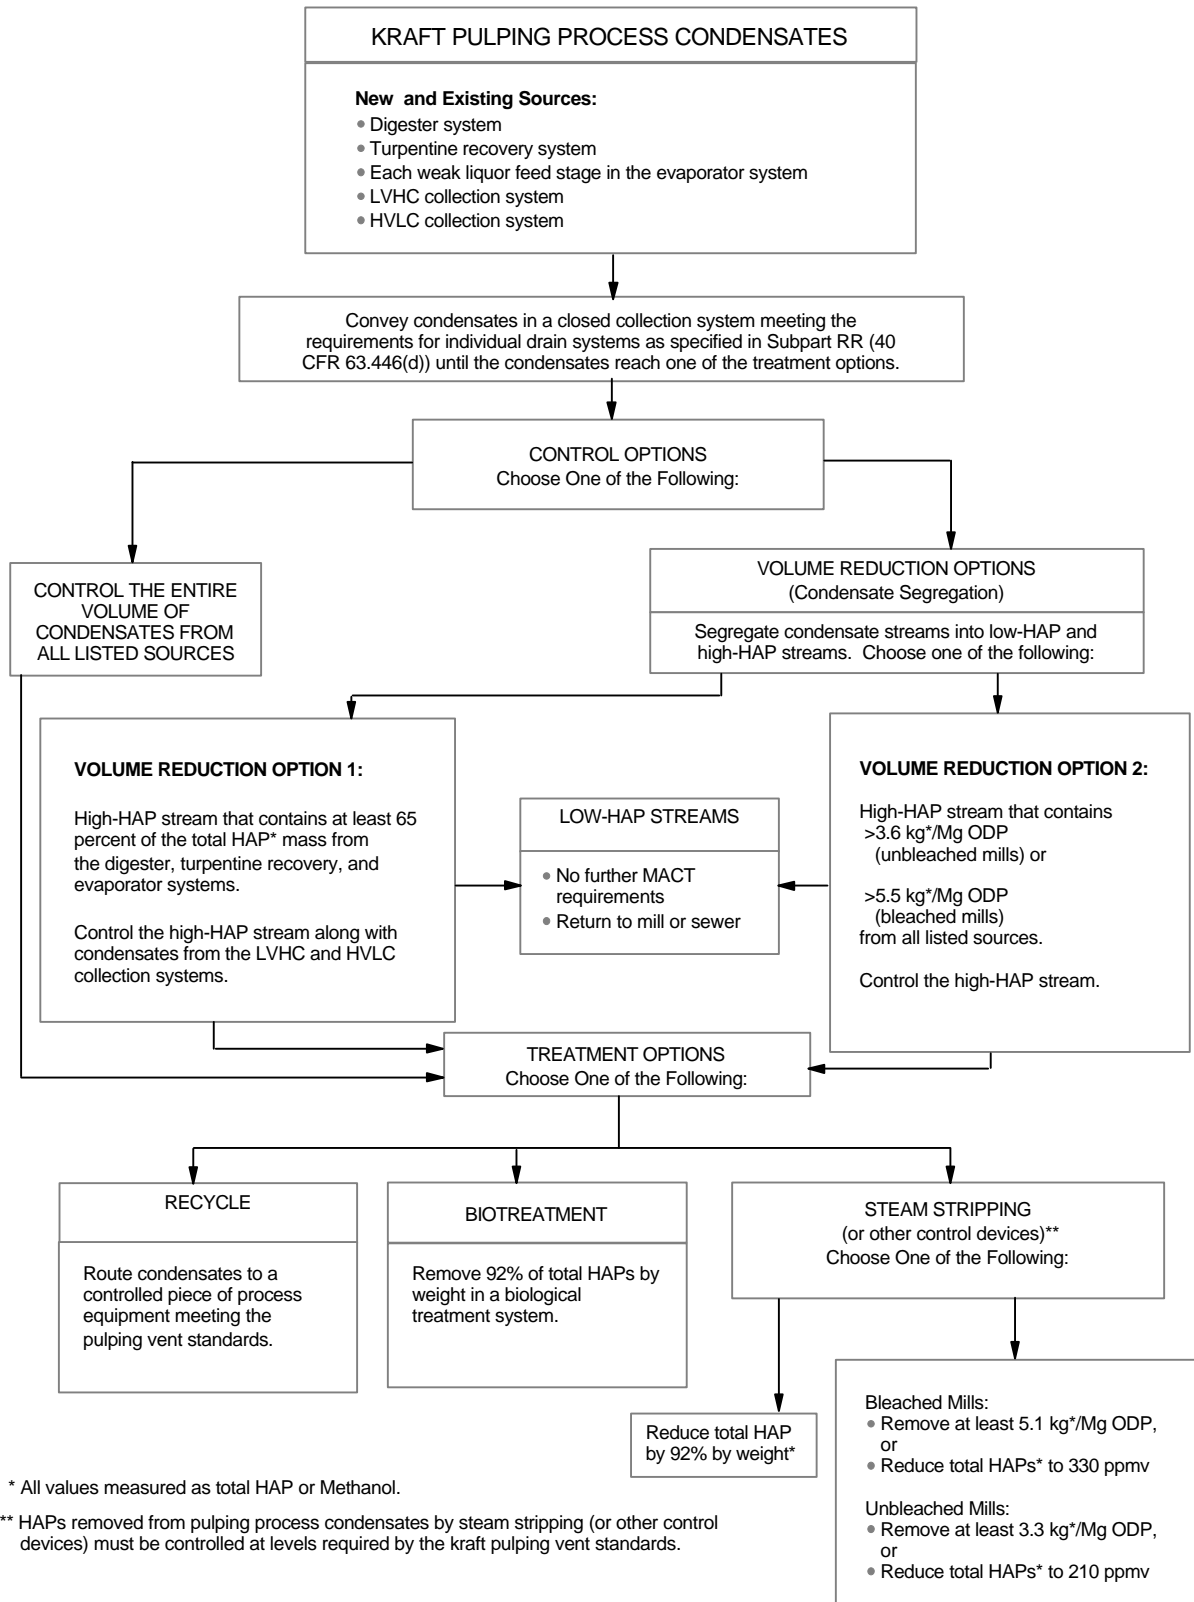 KRAFT PULPING PROCESS CONDENSATES
New and Existing Sources:
• Digester system
• Turpentine recovery system
• Each weak liquor feed stage in the evaporator system
• LVHC collection system
• HVLC collection system
Convey condensates in a closed collection system meeting the
requirements for individual drain systems as specified in Subpart RR (40
CFR 63.446(d)) until the condensates reach one of the treatment options.
CONTROL OPTIONS
Choose One of the Following:
CONTROL THE ENTIRE
VOLUME OF
CONDENSATES FROM
ALL LISTED SOURCES
VOLUME REDUCTION OPTIONS
(Condensate Segregation)
Segregate condensate streams into low-HAP and
high-HAP streams. Choose one of the following:
VOLUME REDUCTION OPTION 1:
High-HAP stream that contains at least 65
percent of the total HAP* mass from
the digester, turpentine recovery, and
evaporator systems.
Control the high-HAP stream along with
condensates from the LVHC and HVLC
collection systems.
LOW-HAP STREAMS
• No further MACT
requirements
• Return to mill or sewer
VOLUME REDUCTION OPTION 2:
High-HAP stream that contains
>3.6 kg*/Mg ODP
(unbleached mills) or
>5.5 kg*/Mg ODP
(bleached mills)
from all listed sources.
Control the high-HAP stream.
TREATMENT OPTIONS
Choose One of the Following:
RECYCLE
Route condensates to a
controlled piece of process
equipment meeting the
pulping vent standards.
BIOTREATMENT
Remove 92% of total HAPs by
weight in a biological
treatment system.
STEAM STRIPPING
(or other control devices)**
Choose One of the Following:
Reduce total HAP
by 92% by weight*
Bleached Mills:
• Remove at least 5.1 kg*/Mg ODP,
or
• Reduce total HAPs* to 330 ppmv
Unbleached Mills:
• Remove at least 3.3 kg*/Mg ODP,
or
• Reduce total HAPs* to 210 ppmv
* All values measured as total HAP or Methanol.
** HAPs removed from pulping process condensates by steam stripping (or other control
devices) must be controlled at levels required by the kraft pulping vent standards.